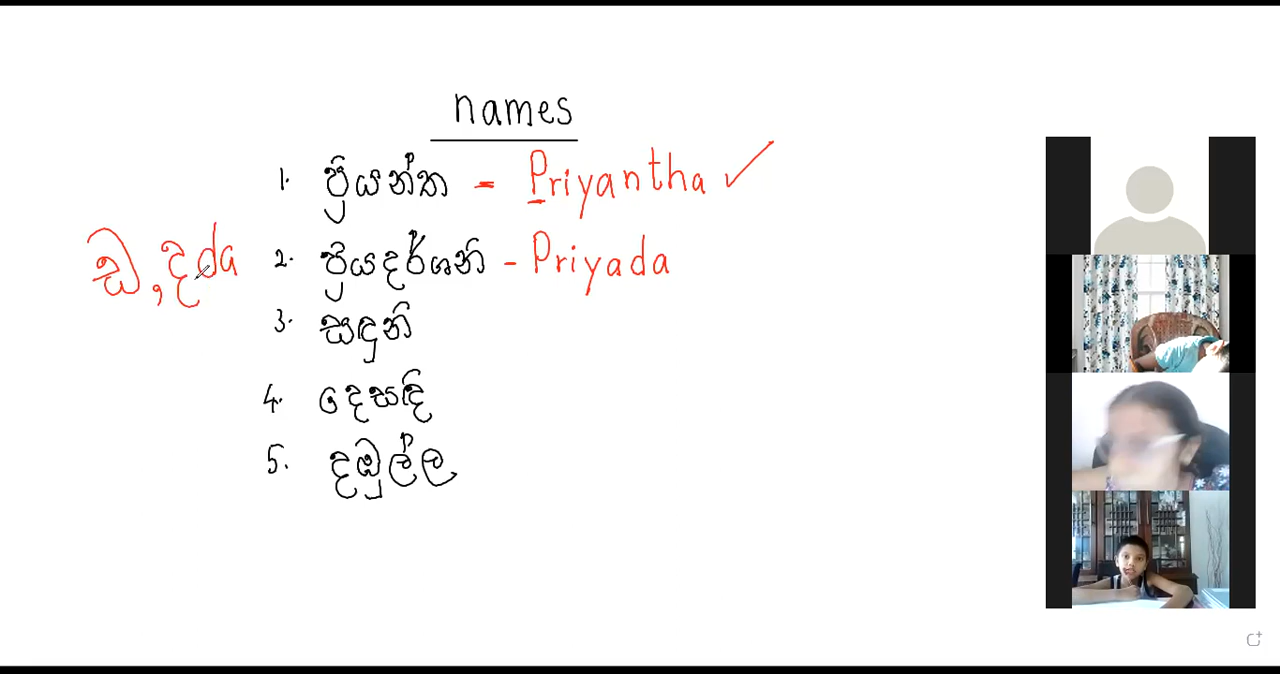 names
1. ප්‍රියන්ත - Priyantha ✓
ඩ, ද da
2. ප්‍රියදර්ශනි - Priyada
3. සඳුනි
4. දෙසඳි
5. දඹුල්ල